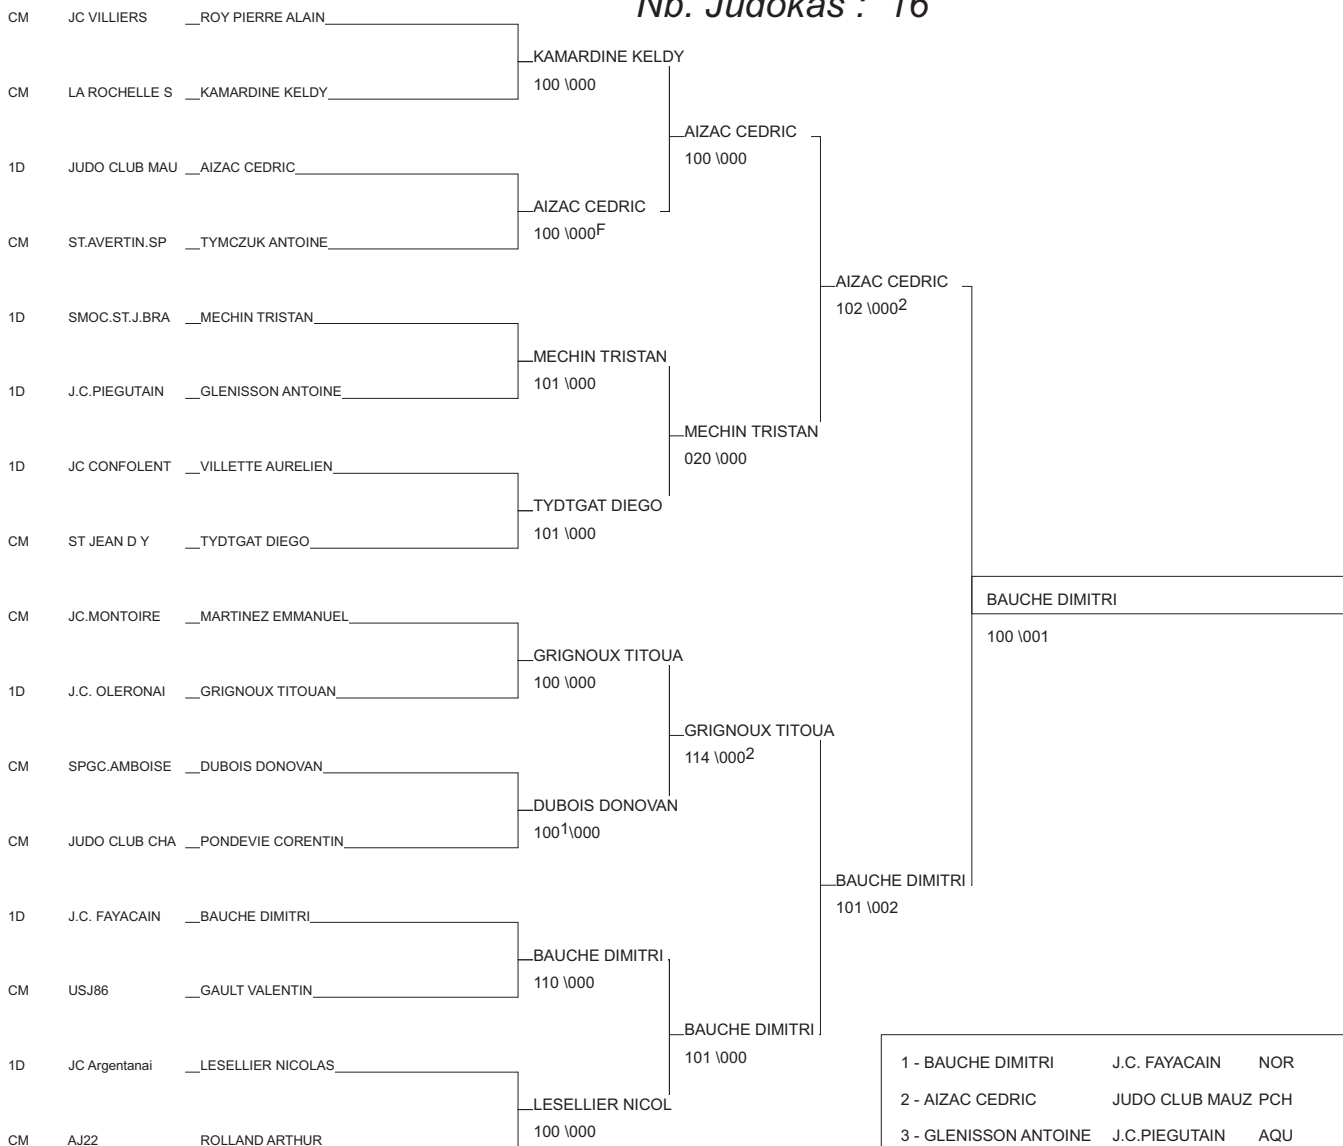 Nb. Judokas : 16
CM JC VILLIERS ROY PIERRE ALAIN
KAMARDINE KELDY
100 \000
CM LA ROCHELLE S KAMARDINE KELDY
AIZAC CEDRIC
100 \000
1D JUDO CLUB MAU AIZAC CEDRIC
AIZAC CEDRIC
100 \000F
CM ST.AVERTIN.SP TYMCZUK ANTOINE
AIZAC CEDRIC
102 \0002
1D SMOC.ST.J.BRA MECHIN TRISTAN
MECHIN TRISTAN
101 \000
1D J.C.PIEGUTAIN GLENISSON ANTOINE
MECHIN TRISTAN
020 \000
1D JC CONFOLENT VILLETTE AURELIEN
TYDTGAT DIEGO
101 \000
CM ST JEAN D Y TYDTGAT DIEGO
BAUCHE DIMITRI
100 \001
CM JC.MONTOIRE MARTINEZ EMMANUEL
GRIGNOUX TITOUA
100 \000
1D J.C. OLERONAI GRIGNOUX TITOUAN
GRIGNOUX TITOUA
114 \0002
CM SPGC.AMBOISE DUBOIS DONOVAN
DUBOIS DONOVAN
1001\000
CM JUDO CLUB CHA PONDEVIE CORENTIN
BAUCHE DIMITRI
101 \002
1D J.C. FAYACAIN BAUCHE DIMITRI
BAUCHE DIMITRI
110 \000
CM USJ86 GAULT VALENTIN
BAUCHE DIMITRI
101 \000
1D JC Argentanai LESELLIER NICOLAS
LESELLIER NICOL
100 \000
CM AJ22 ROLLAND ARTHUR
1 - BAUCHE DIMITRI J.C. FAYACAIN NOR
2 - AIZAC CEDRIC JUDO CLUB MAUZ PCH
3 - GLENISSON ANTOINE J.C.PIEGUTAIN AQU